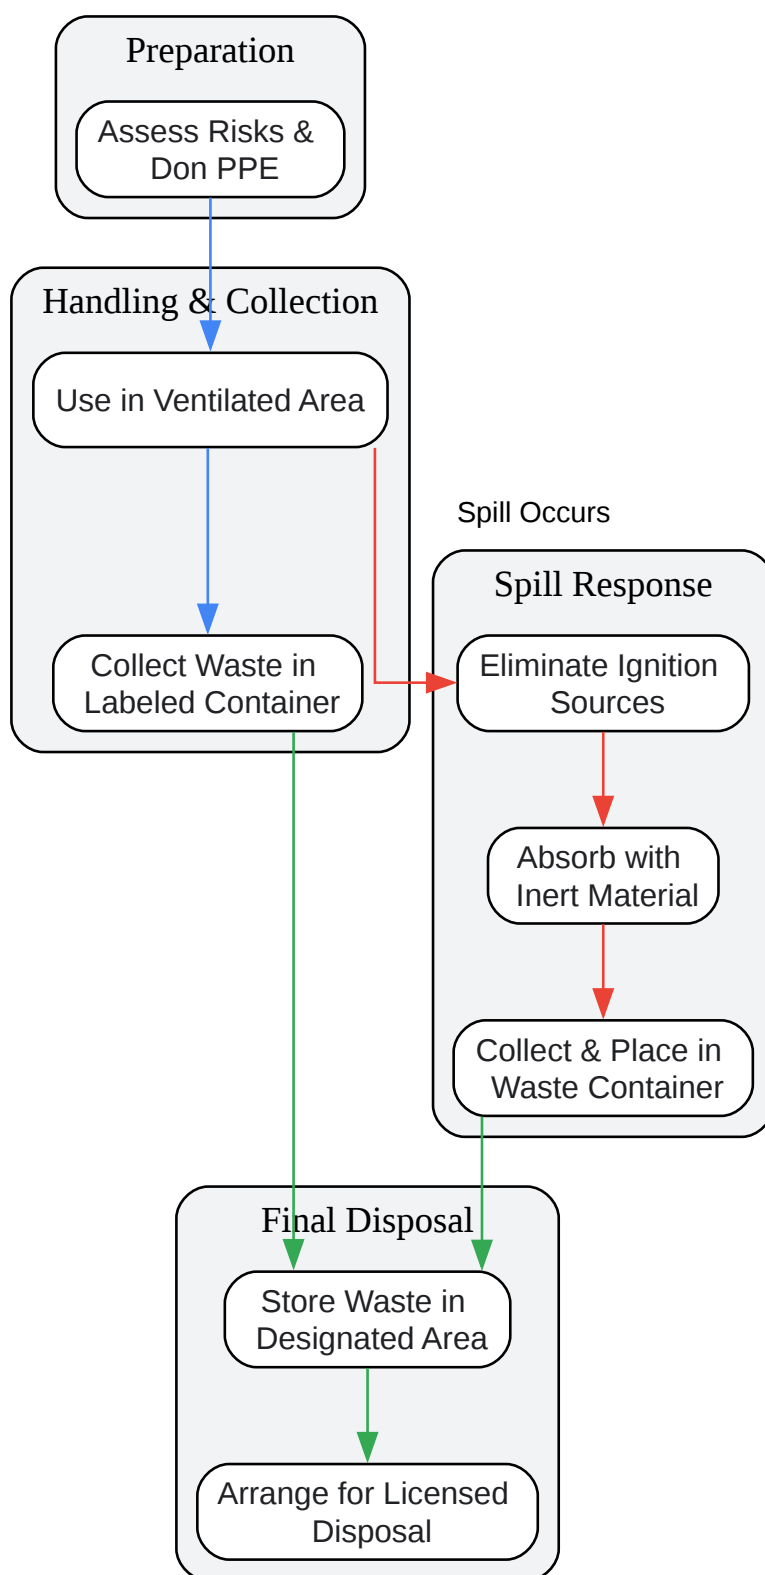 Preparation
Assess Risks &
Don PPE
Handling & Collection
Use in Ventilated Area
Collect Waste in
Labeled Container
Spill Occurs
Spill Response
Eliminate Ignition
Sources
Absorb with
Inert Material
Collect & Place in
Waste Container
Final Disposal
Store Waste in
Designated Area
Arrange for Licensed
Disposal